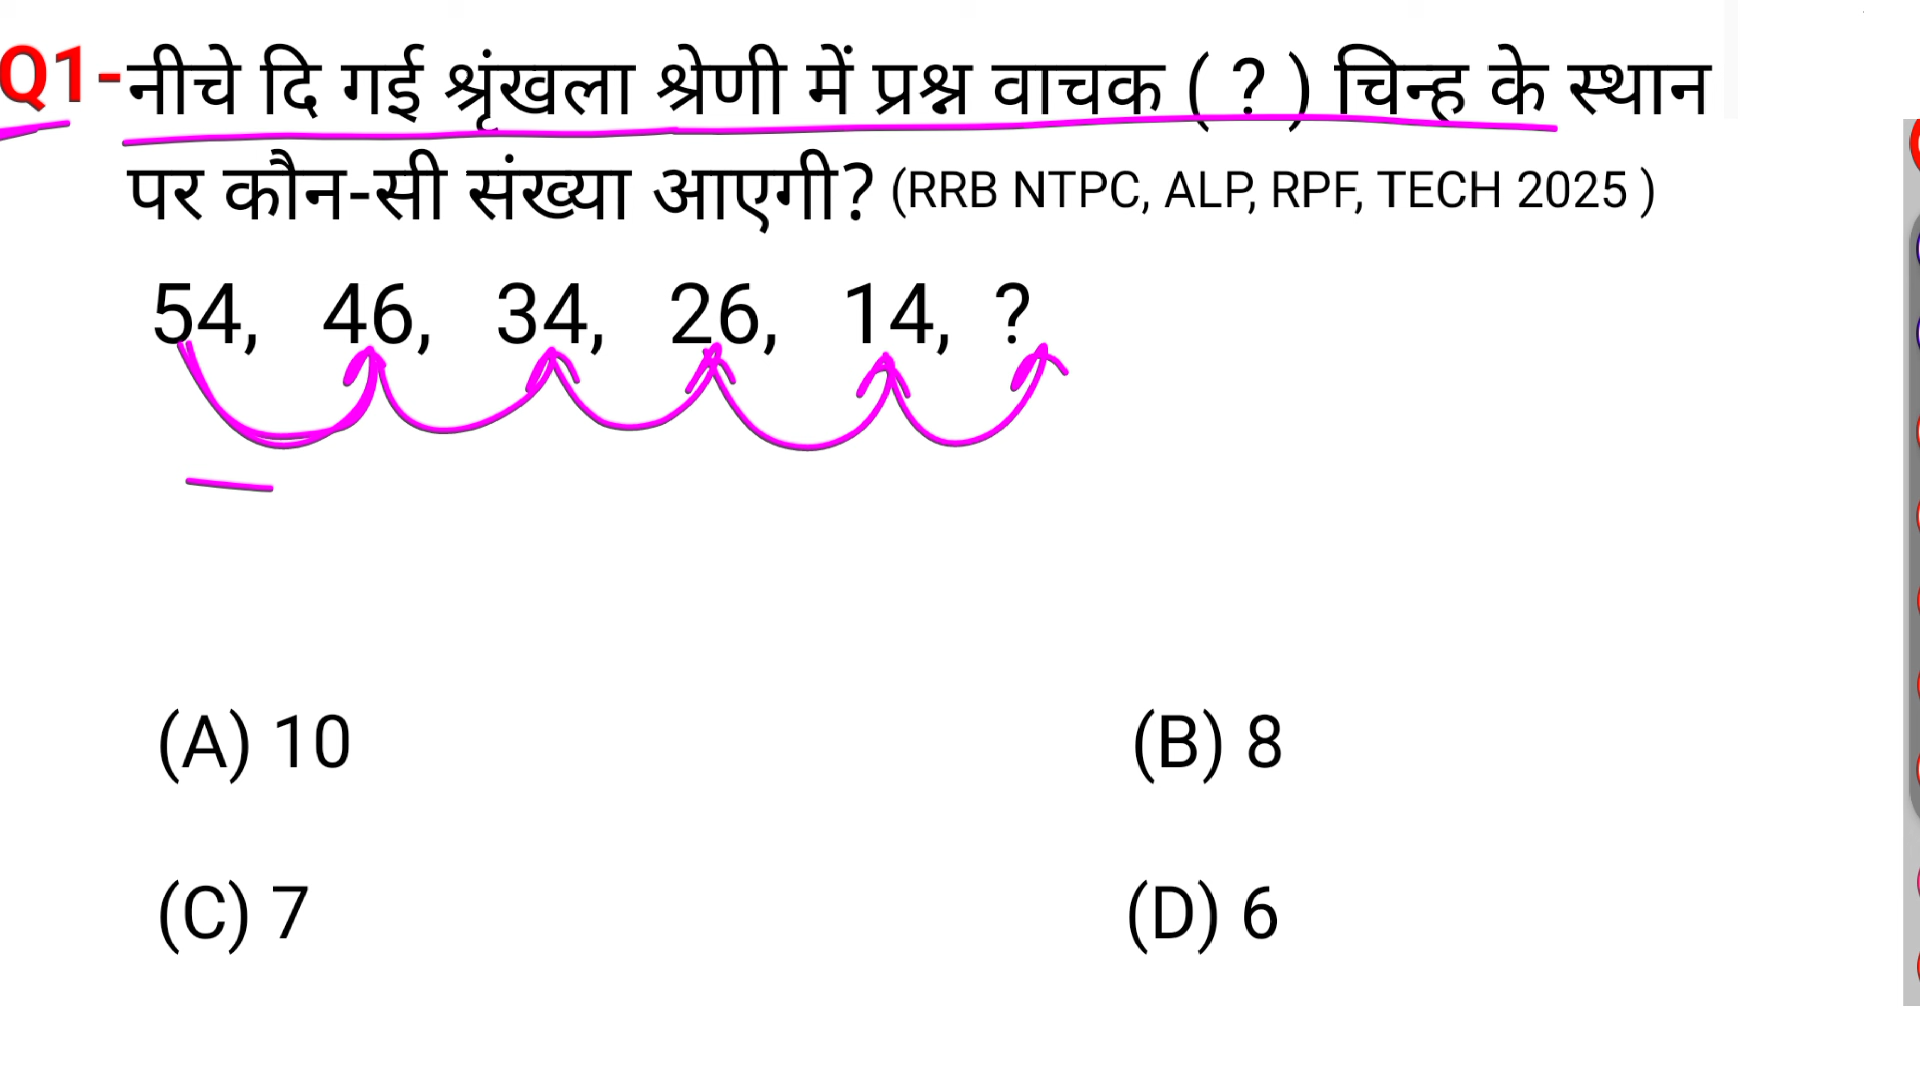 Q1-नीचे दि गई श्रृंखला श्रेणी में प्रश्न वाचक ( ? ) चिन्ह के स्थान
पर कौन-सी संख्या आएगी? (RRB NTPC, ALP, RPF, TECH 2025 )
54, 46, 34, 26, 14, ?
(A) 10 (B) 8
(C) 7 (D) 6